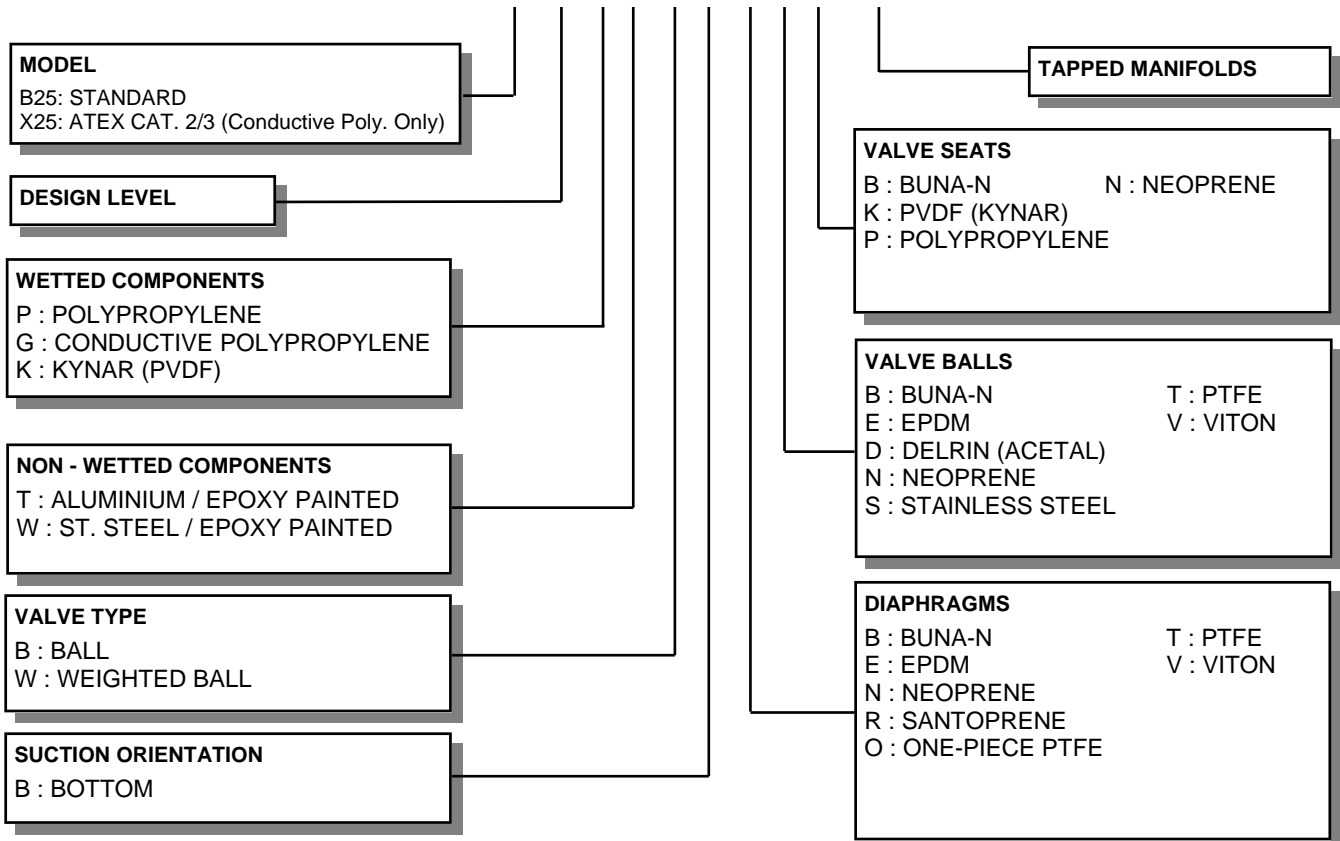 MODEL
B25: STANDARD
X25: ATEX CAT. 2/3 (Conductive Poly. Only)
DESIGN LEVEL
WETTED COMPONENTS
P : POLYPROPYLENE
G : CONDUCTIVE POLYPROPYLENE
K : KYNAR (PVDF)
NON - WETTED COMPONENTS
T : ALUMINIUM / EPOXY PAINTED
W : ST. STEEL / EPOXY PAINTED
VALVE TYPE
B : BALL
W : WEIGHTED BALL
SUCTION ORIENTATION
B : BOTTOM
TAPPED MANIFOLDS
VALVE SEATS
B : BUNA-N N : NEOPRENE
K : PVDF (KYNAR)
P : POLYPROPYLENE
VALVE BALLS
B : BUNA-N T : PTFE
E : EPDM V : VITON
D : DELRIN (ACETAL)
N : NEOPRENE
S : STAINLESS STEEL
DIAPHRAGMS
B : BUNA-N T : PTFE
E : EPDM V : VITON
N : NEOPRENE
R : SANTOPRENE
O : ONE-PIECE PTFE